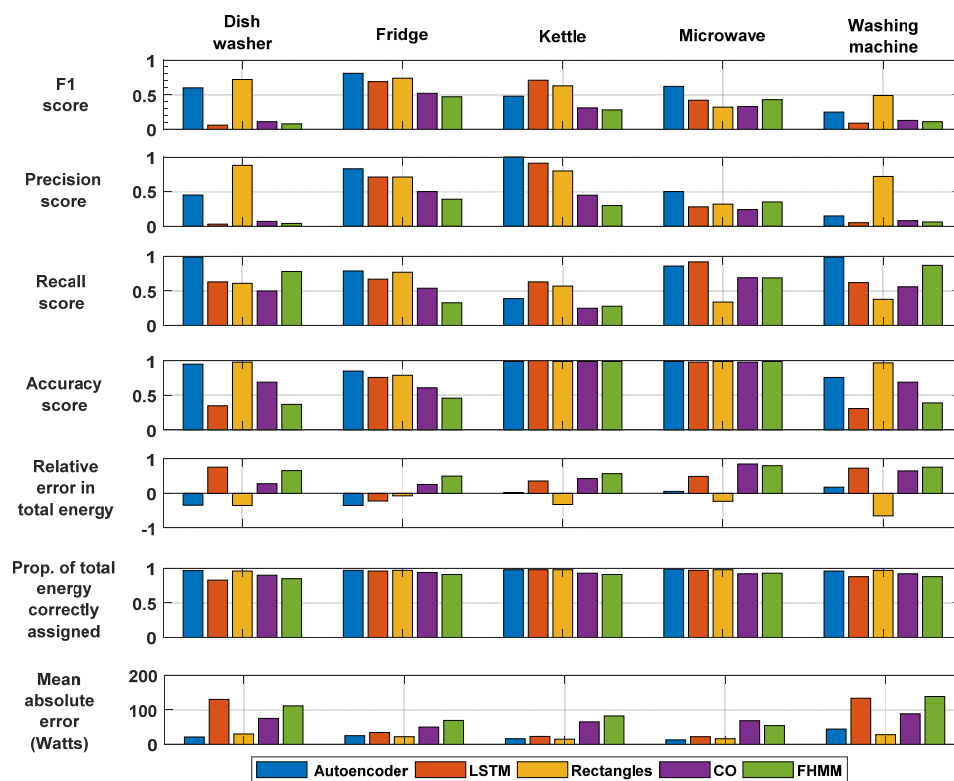 Dish
washer
Fridge
Kettle
Microwave
Washing
machine
F1
score
1
0.5
0
Precision
score
1
0.5
0
Recall
score
1
0.5
0
Accuracy
score
1
0.5
0
Relative
error in
total energy
1
0
-1
Prop. of total
energy
correctly
assigned
1
0.5
0
Mean
absolute
error
(Watts)
200
100
0
Autoencoder
LSTM
Rectangles
CO
FHMM